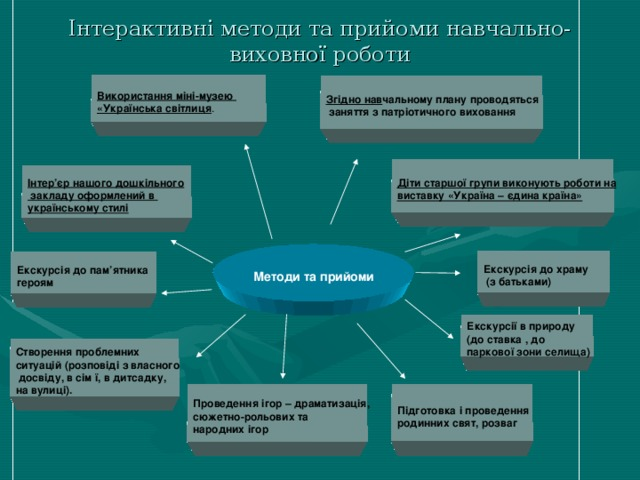 Інтерактивні методи та прийоми навчально-
виховної роботи
Використання міні-музею
«Українська світлиця.
Згідно навчальному плану проводяться
заняття з патріотичного виховання
Інтер’єр нашого дошкільного
закладу оформлений в
українському стилі
Діти старшої групи виконують роботи на
виставку «Україна – єдина країна»
Екскурсія до пам’ятника
героям
Методи та прийоми
Екскурсія до храму
(з батьками)
Екскурсії в природу
(до ставка , до
паркової зони селища)
Створення проблемних
ситуацій (розповіді з власного
досвіду, в сім ї, в дитсадку,
на вулиці).
Проведення ігор – драматизація,
сюжетно-рольових та
народних ігор
Підготовка і проведення
родинних свят, розваг